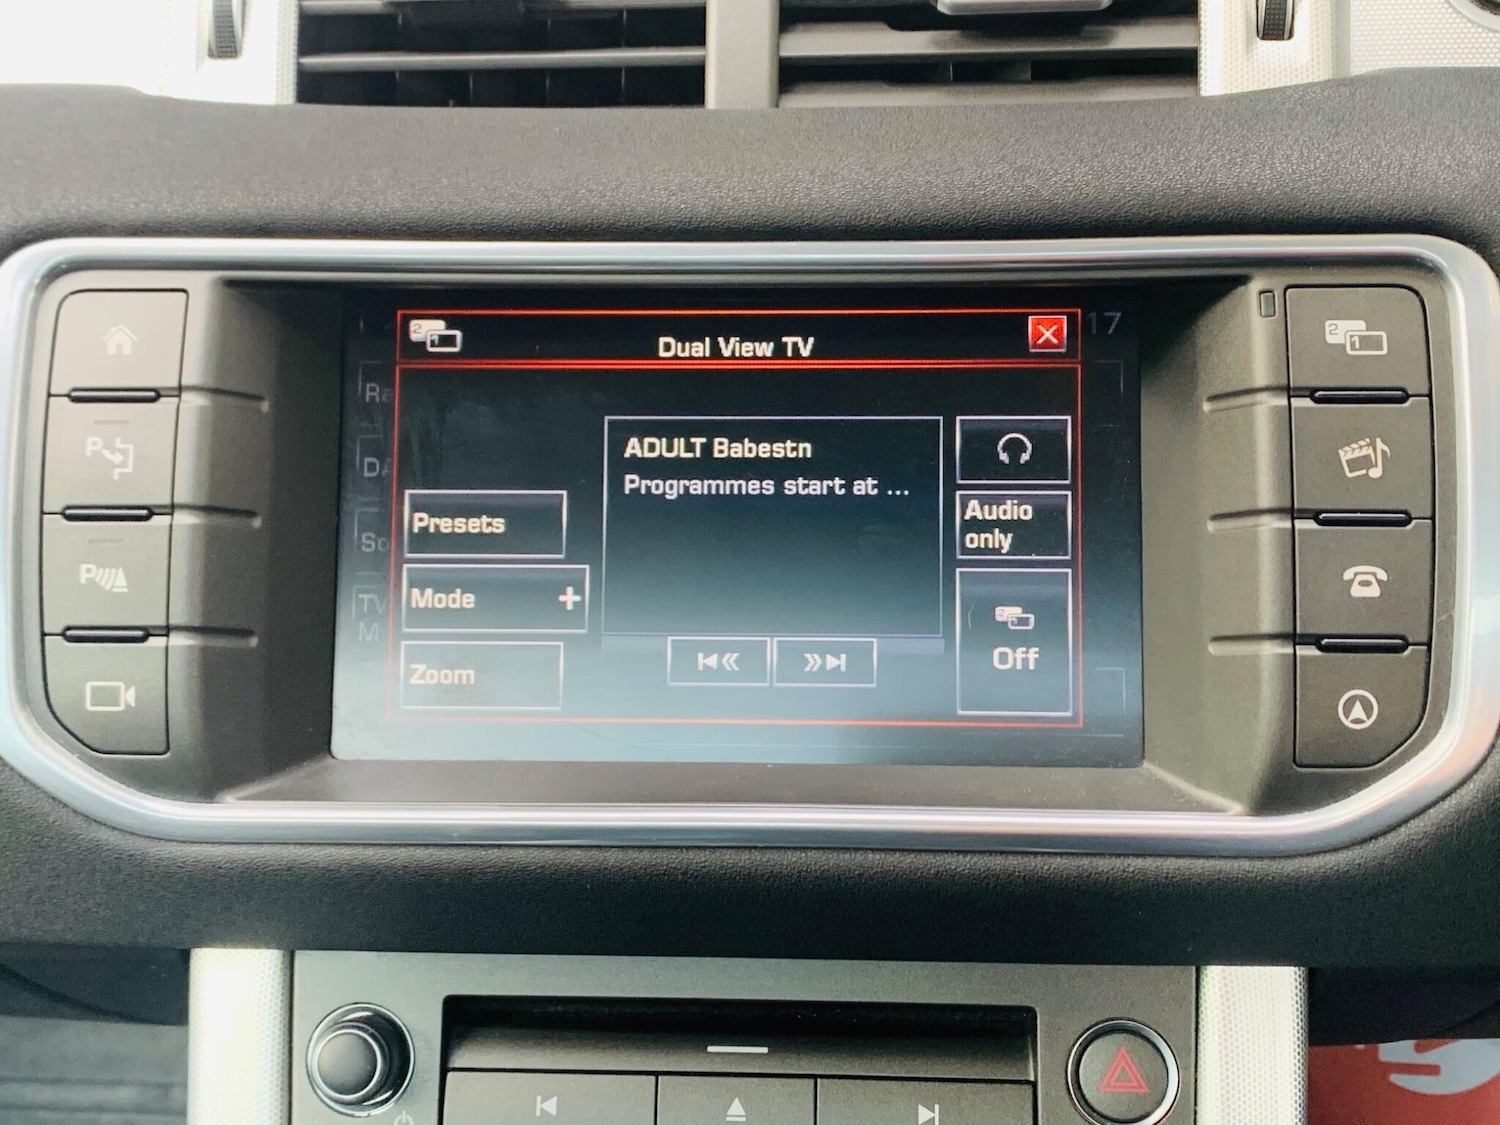 Dual View TV
17
ADULT Babestn
Programmes start at ...
Presets
Audio
only
Mode +
Off
Zoom